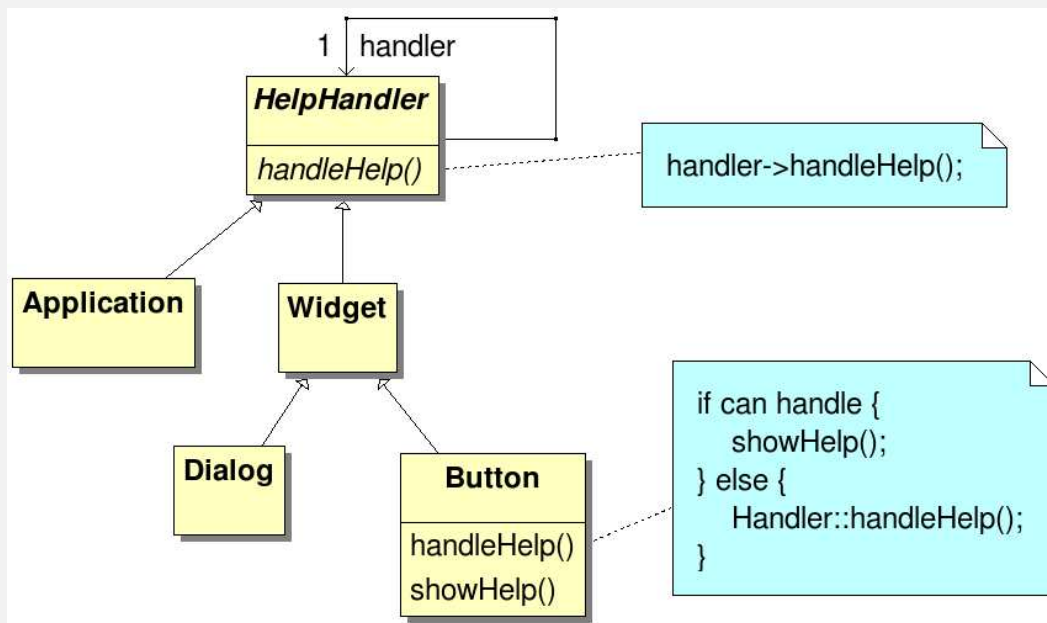 1 handler
HelpHandler
handleHelp()
handler->handleHelp();
Application
Widget
Dialog
Button
handleHelp()
showHelp()
if can handle {
showHelp();
} else {
Handler::handleHelp();
}